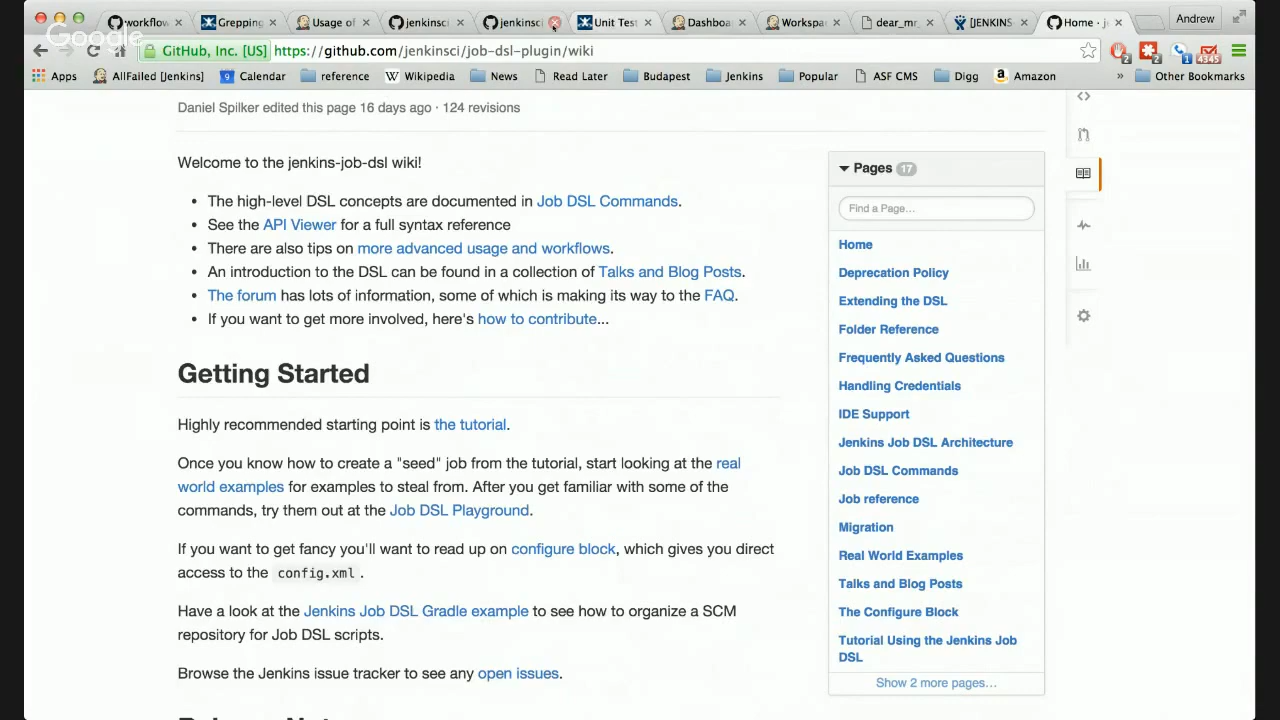 workflow
Grepping
Usage of
jenkinsci
jenkinsci
Unit Test
Dashboa
Workspa
dear_mr
[JENKINS
Home · je
Andrew
Google
GitHub, Inc. [US]
https://github.com/jenkinsci/job-dsl-plugin/wiki
2
2
1
4345
Apps
AllFailed [Jenkins]
9
Calendar
reference
W Wikipedia
News
Read Later
Budapest
Jenkins
Popular
ASF CMS
Digg
a Amazon
»
Other Bookmarks
Daniel Spilker edited this page 16 days ago · 124 revisions
Welcome to the jenkins-job-dsl wiki!
• The high-level DSL concepts are documented in Job DSL Commands.
• See the API Viewer for a full syntax reference
• There are also tips on more advanced usage and workflows.
• An introduction to the DSL can be found in a collection of Talks and Blog Posts.
• The forum has lots of information, some of which is making its way to the FAQ.
• If you want to get more involved, here's how to contribute...
Getting Started
Highly recommended starting point is the tutorial.
Once you know how to create a "seed" job from the tutorial, start looking at the real
world examples for examples to steal from. After you get familiar with some of the
commands, try them out at the Job DSL Playground.
If you want to get fancy you'll want to read up on configure block, which gives you direct
access to the config.xml .
Have a look at the Jenkins Job DSL Gradle example to see how to organize a SCM
repository for Job DSL scripts.
Browse the Jenkins issue tracker to see any open issues.
Pages 17
Find a Page...
Home
Deprecation Policy
Extending the DSL
Folder Reference
Frequently Asked Questions
Handling Credentials
IDE Support
Jenkins Job DSL Architecture
Job DSL Commands
Job reference
Migration
Real World Examples
Talks and Blog Posts
The Configure Block
Tutorial Using the Jenkins Job
DSL
Show 2 more pages...